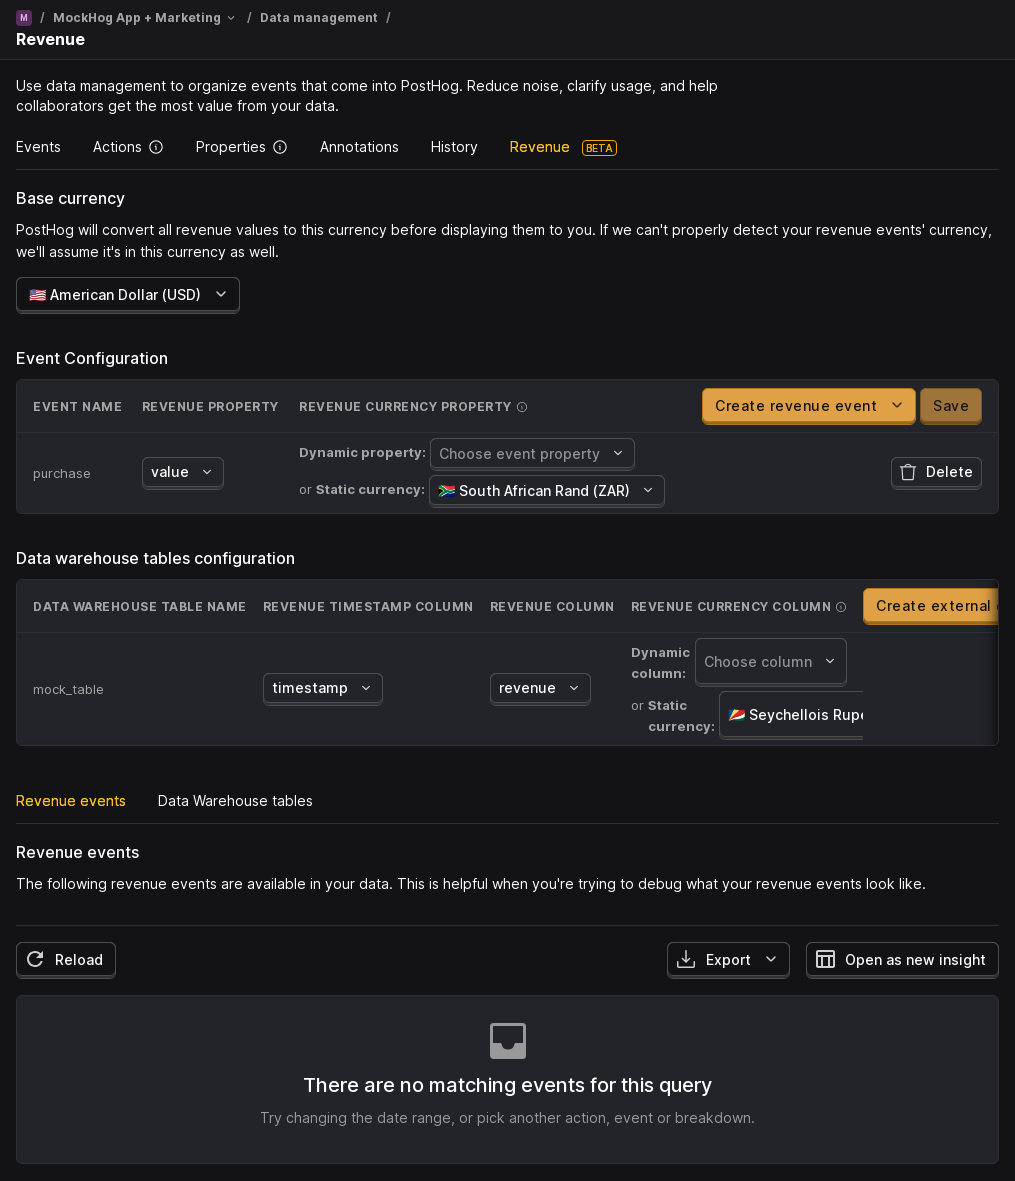 M / MockHog App + Marketing / Data management /
Revenue
Use data management to organize events that come into PostHog. Reduce noise, clarify usage, and help
collaborators get the most value from your data.
Events Actions Properties Annotations History Revenue BETA
Base currency
PostHog will convert all revenue values to this currency before displaying them to you. If we can't properly detect your revenue events' currency,
we'll assume it's in this currency as well.
American Dollar (USD)
Event Configuration
EVENT NAME REVENUE PROPERTY REVENUE CURRENCY PROPERTY Create revenue event Save
purchase value Dynamic property: Choose event property Delete
or Static currency: South African Rand (ZAR)
Data warehouse tables configuration
DATA WAREHOUSE TABLE NAME REVENUE TIMESTAMP COLUMN REVENUE COLUMN REVENUE CURRENCY COLUMN Create external
mock_table timestamp revenue Dynamic column: Choose column
or Static currency: Seychellois Rupe
Revenue events Data Warehouse tables
Revenue events
The following revenue events are available in your data. This is helpful when you're trying to debug what your revenue events look like.
Reload Export Open as new insight
There are no matching events for this query
Try changing the date range, or pick another action, event or breakdown.